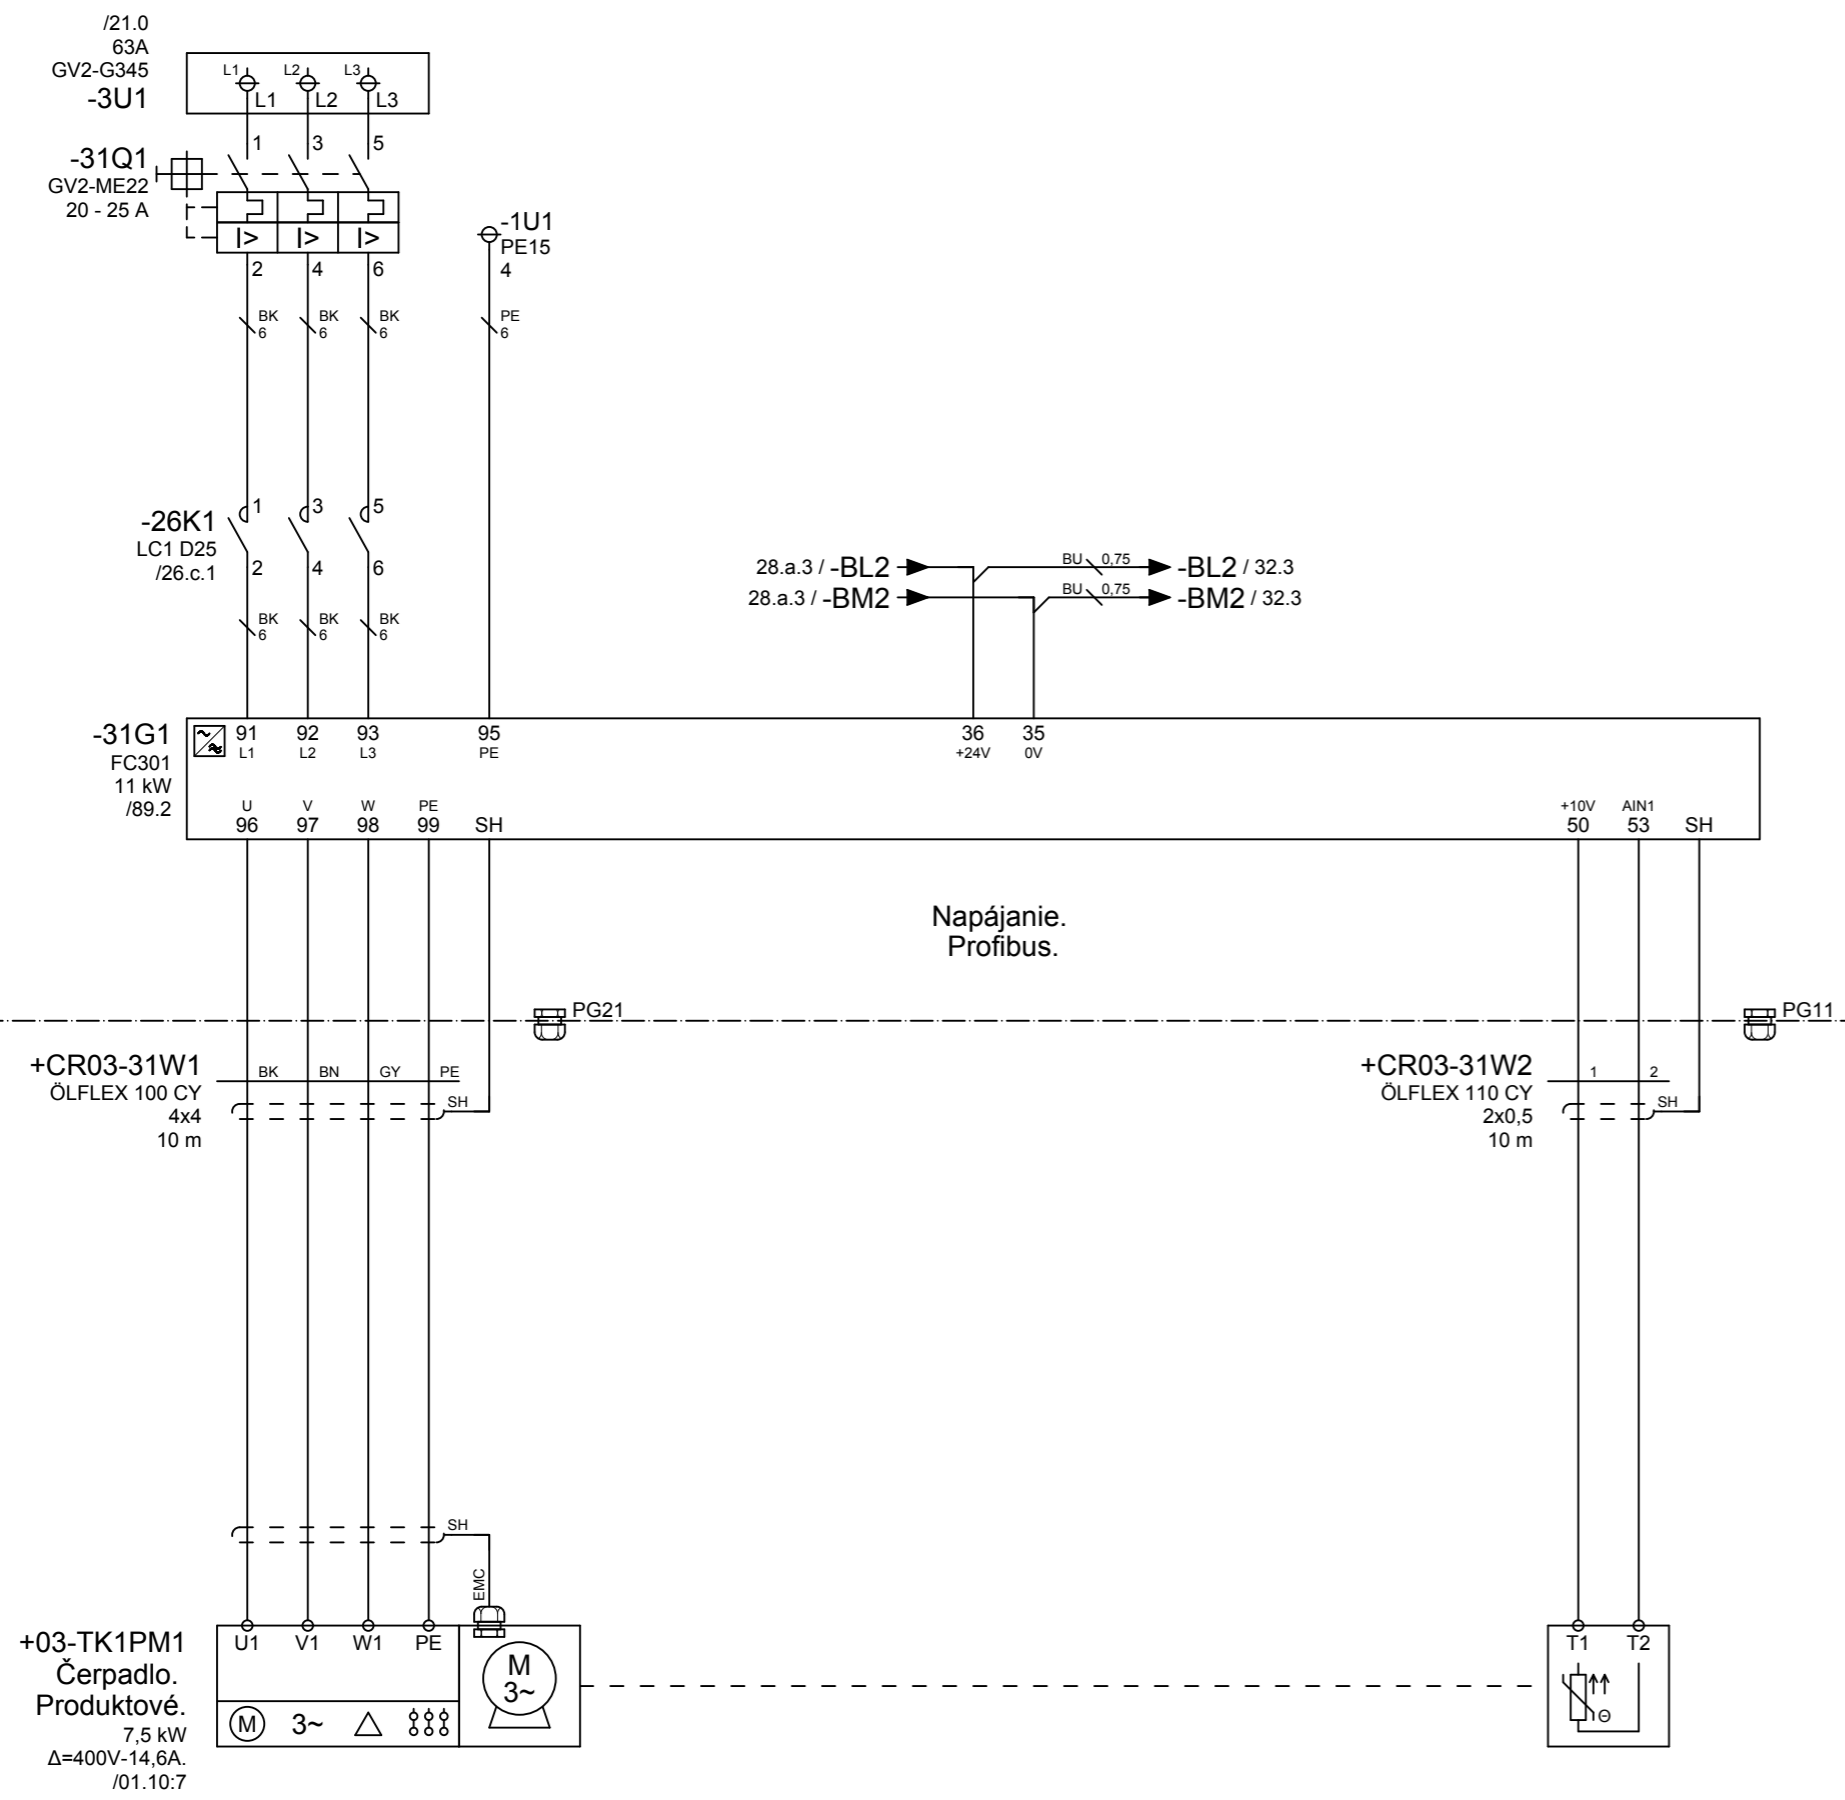 /21.0
63A
GV2-G345
-3U1
L1 L2 L3
L1 L2 L3
1 3 5
-31Q1
GV2-ME22
20 - 25 A
I> I> I>
2 4 6
-1U1
PE15
4
BK BK BK PE
6 6 6 6
-26K1
LC1 D25
/26.c.1
1 3 5
2 4 6
BK BK BK
6 6 6
28.a.3 / -BL2 BU 0,75 -BL2 / 32.3
28.a.3 / -BM2 BU 0,75 -BM2 / 32.3
-31G1
FC301
11 kW
/89.2
91 92 93 95 36 35
L1 L2 L3 PE +24V 0V
U V W PE +10V AIN1
96 97 98 99 SH 50 53 SH
Napájanie.
Profibus.
PG21 PG11
+CR03-31W1
ÖLFLEX 100 CY
4x4
10 m
BK BN GY PE
SH
+CR03-31W2
ÖLFLEX 110 CY
2x0,5
10 m
1 2
SH
SH
EMC
+03-TK1PM1
Čerpadlo.
Produktové.
7,5 kW
Δ=400V-14,6A.
/01.10:7
U1 V1 W1 PE
M
3~
M 3~
T1 T2
Θ